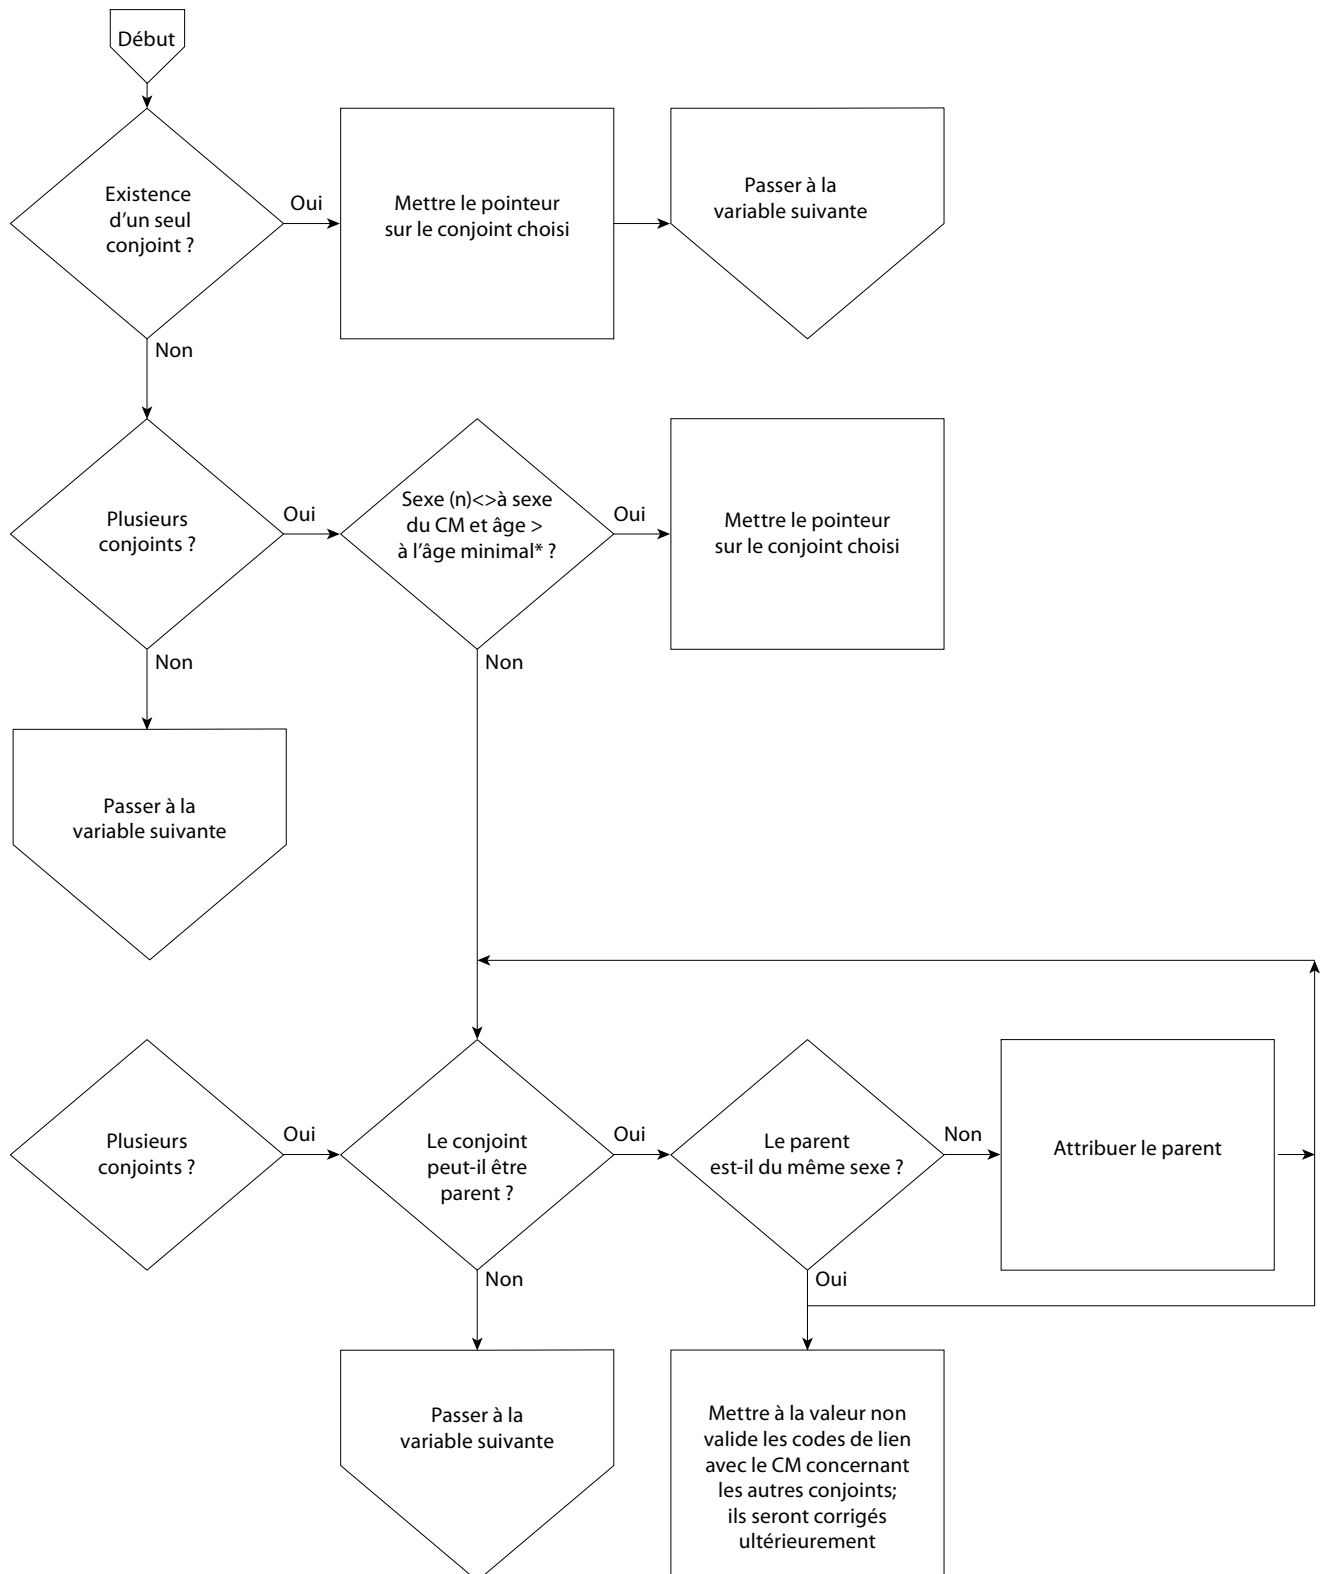 Début
Existence
d'un seul
conjoint ?
Oui
Mettre le pointeur
sur le conjoint choisi
Passer à la
variable suivante
Non
Plusieurs
conjoints ?
Oui
Sexe (n)<>à sexe
du CM et âge >
à l'âge minimal* ?
Oui
Mettre le pointeur
sur le conjoint choisi
Non
Non
Passer à la
variable suivante
Plusieurs
conjoints ?
Oui
Le conjoint
peut-il être
parent ?
Oui
Le parent
est-il du même sexe ?
Non
Attribuer le parent
Non
Oui
Passer à la
variable suivante
Mettre à la valeur non
valide les codes de lien
avec le CM concernant
les autres conjoints;
ils seront corrigés
ultérieurement